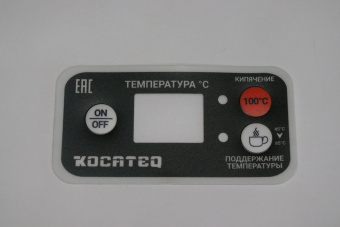 EAC
ТЕМПЕРАТУРА °C
КИПЯЧЕНИЕ
ON/OFF
100°C
KOCATEQ
ПОДДЕРЖАНИЕ
ТЕМПЕРАТУРЫ